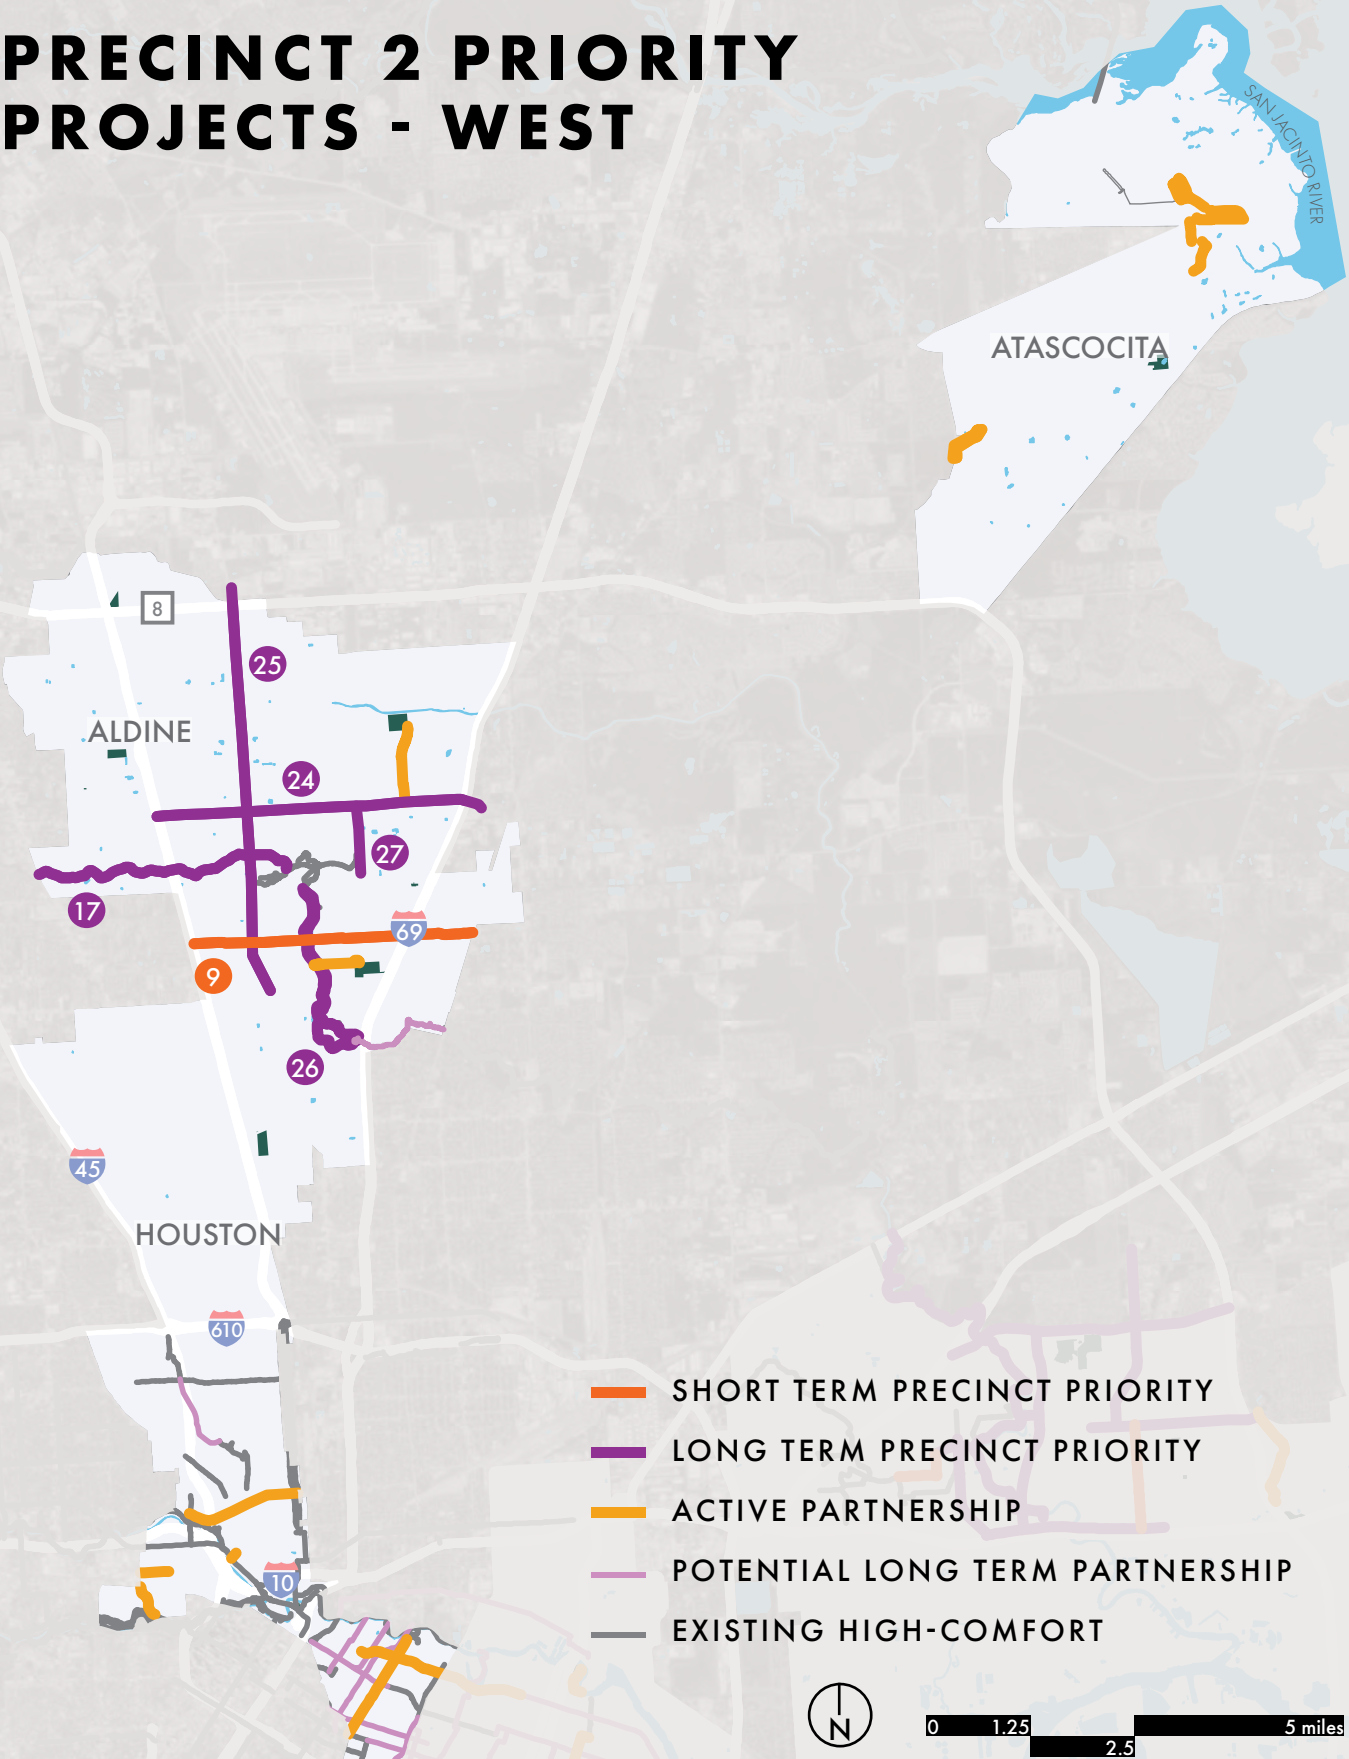 PRECINCT 2 PRIORITY
PROJECTS - WEST
SAN JACINTO RIVER
ATASCOCITA
8
25
ALDINE
24
27
17
69
9
26
45
HOUSTON
610
SHORT TERM PRECINCT PRIORITY
LONG TERM PRECINCT PRIORITY
ACTIVE PARTNERSHIP
10
POTENTIAL LONG TERM PARTNERSHIP
EXISTING HIGH-COMFORT
N
0 1.25 5 miles
2.5